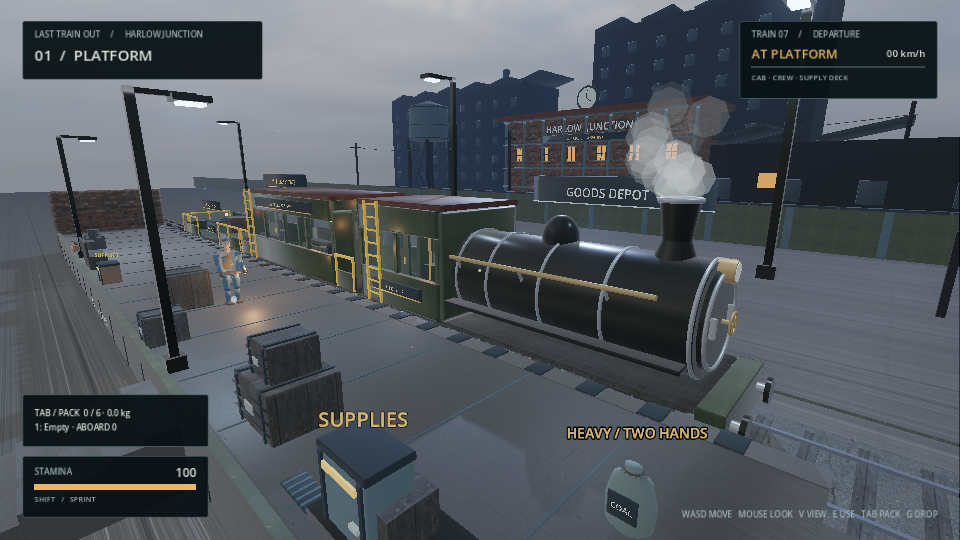 LAST TRAIN OUT / HARLOW JUNCTION
01 / PLATFORM
TRAIN 07 / DEPARTURE
AT PLATFORM 00 km/h
CAB · CREW · SUPPLY DECK
HARLOW JUNCTION
GOODS DEPOT
SUPPLIES
SUPPLIES
HEAVY / TWO HANDS
COAL
TAB / PACK 0 / 6 · 0.0 kg
1: Empty · ABOARD 0
STAMINA 100
SHIFT / SPRINT
WASD MOVE MOUSE LOOK V VIEW E USE TAB PACK G DROP